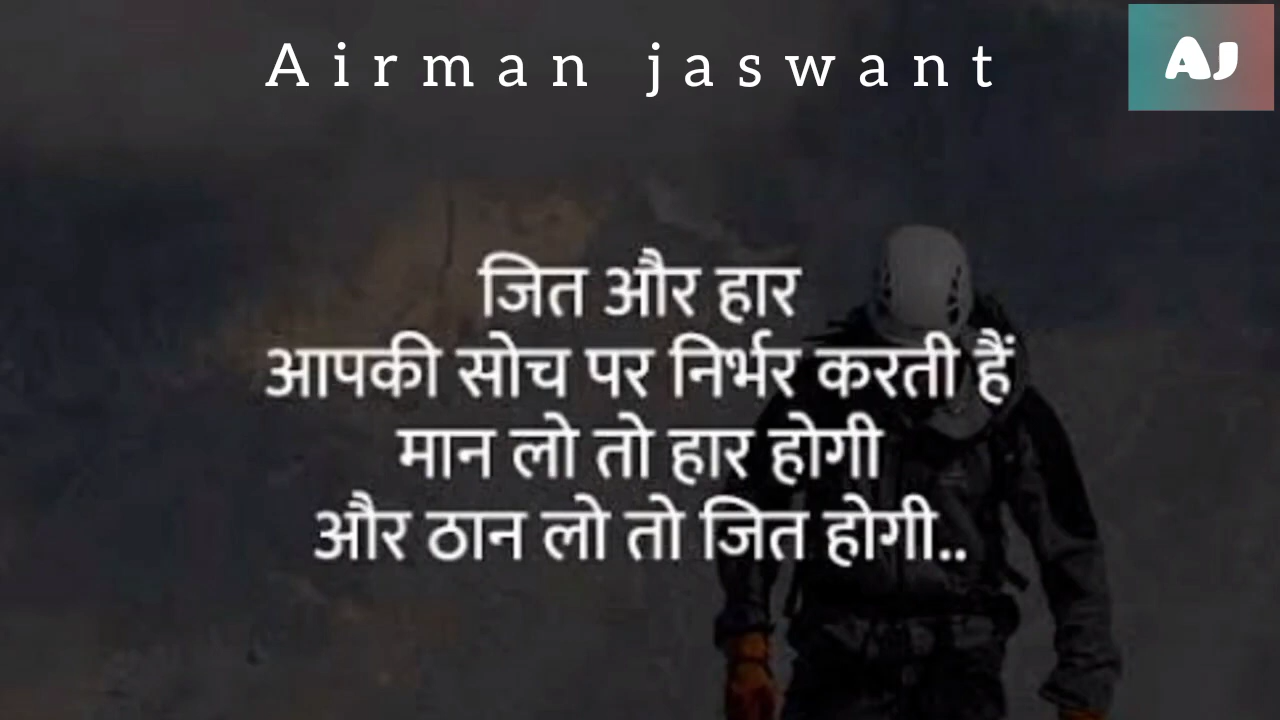 Airman jaswant
AJ
जित और हार
आपकी सोच पर निर्भर करती हैं
मान लो तो हार होगी
और ठान लो तो जित होगी..